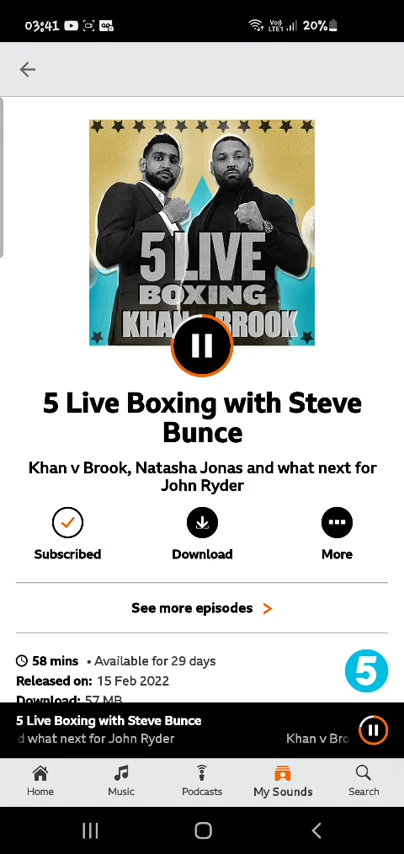 03:41
Vo)) LTE1 20%
5 LIVE
BOXING
KHAN BROOK
5 Live Boxing with Steve
Bunce
Khan v Brook, Natasha Jonas and what next for
John Ryder
Subscribed
Download
More
See more episodes
58 mins • Available for 29 days
Released on: 15 Feb 2022
5
Download: 57 MB
5 Live Boxing with Steve Bunce
d what next for John Ryder Khan v Bro
Home
Music
Podcasts
My Sounds
Search